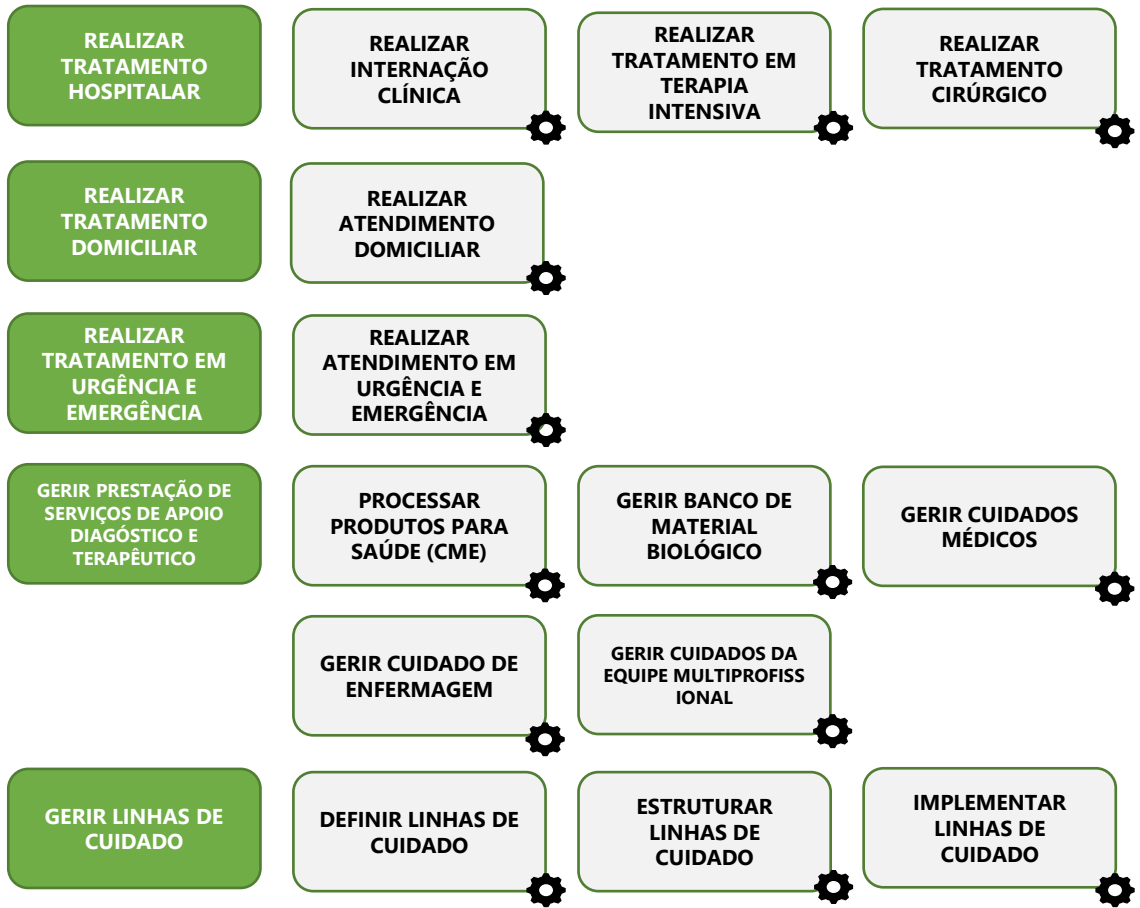 REALIZAR
TRATAMENTO
HOSPITALAR
REALIZAR
INTERNAÇÃO
CLÍNICA
REALIZAR
TRATAMENTO EM
TERAPIA
INTENSIVA
REALIZAR
TRATAMENTO
CIRÚRGICO
REALIZAR
TRATAMENTO
DOMICILIAR
REALIZAR
ATENDIMENTO
DOMICILIAR
REALIZAR
TRATAMENTO EM
URGÊNCIA E
EMERGÊNCIA
REALIZAR
ATENDIMENTO EM
URGÊNCIA E
EMERGÊNCIA
GERIR PRESTAÇÃO DE
SERVIÇOS DE APOIO
DIAGÓSTICO E
TERAPÊUTICO
PROCESSAR
PRODUTOS PARA
SAÚDE (CME)
GERIR BANCO DE
MATERIAL
BIOLÓGICO
GERIR CUIDADOS
MÉDICOS
GERIR CUIDADO DE
ENFERMAGEM
GERIR CUIDADOS DA
EQUIPE MULTIPROFISS
IONAL
GERIR LINHAS DE
CUIDADO
DEFINIR LINHAS DE
CUIDADO
ESTRUTURAR
LINHAS DE
CUIDADO
IMPLEMENTAR
LINHAS DE
CUIDADO